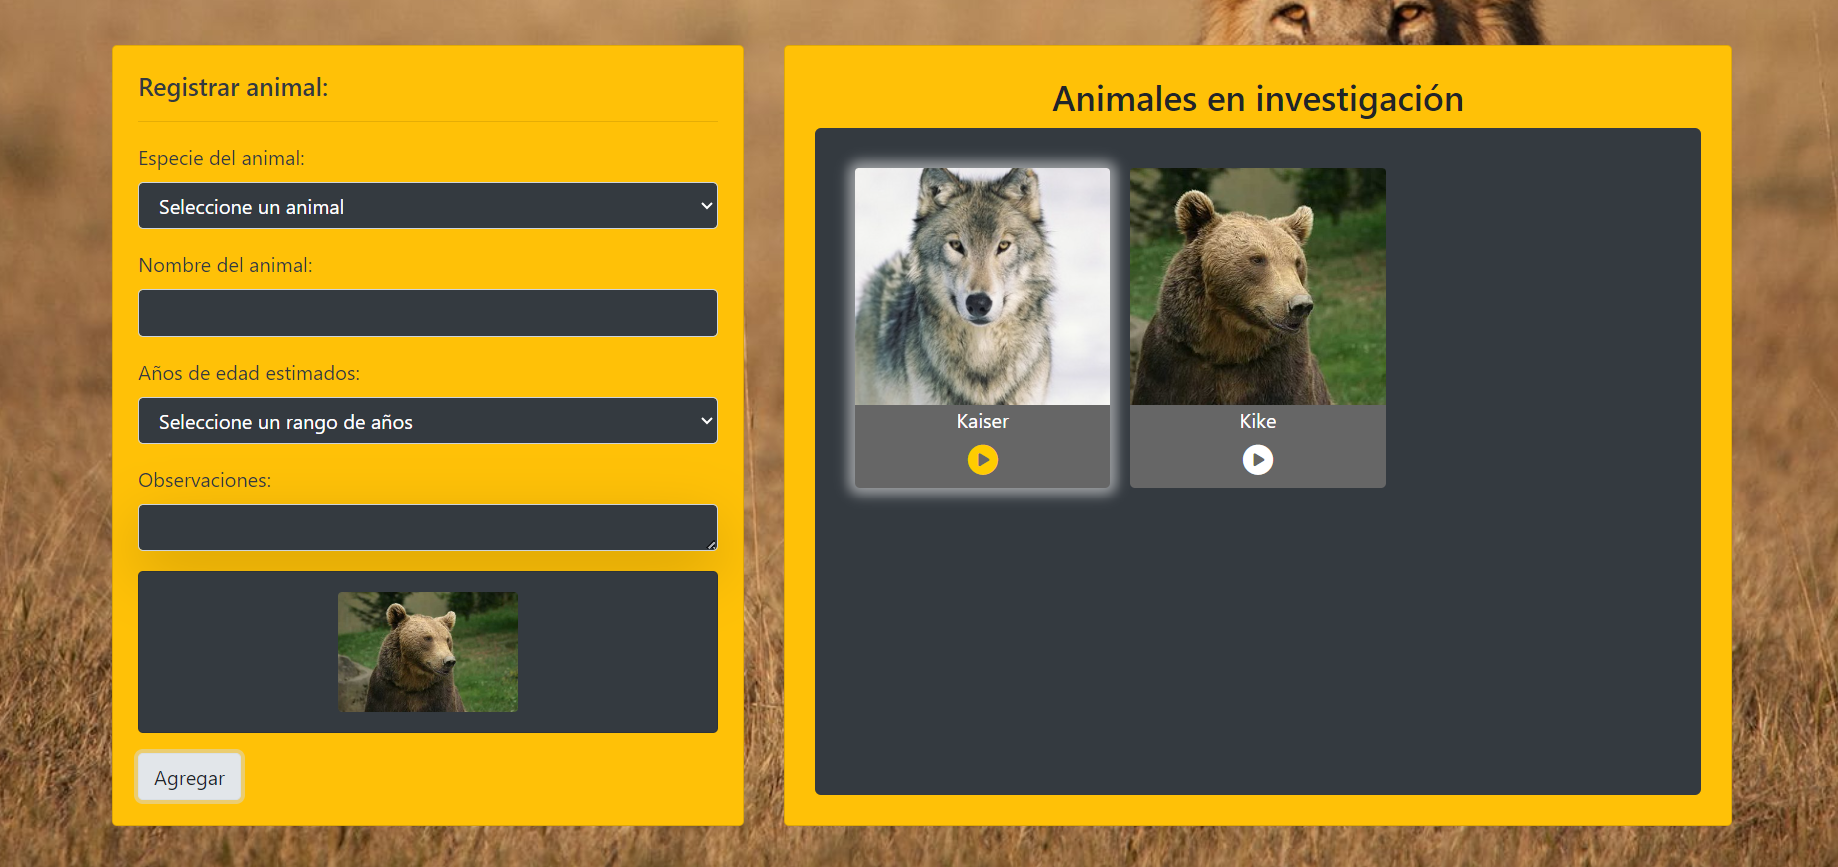 Registrar animal:
Especie del animal:
Seleccione un animal
Nombre del animal:
Años de edad estimados:
Seleccione un rango de años
Observaciones:
Agregar
Animales en investigación
Kaiser
Kike